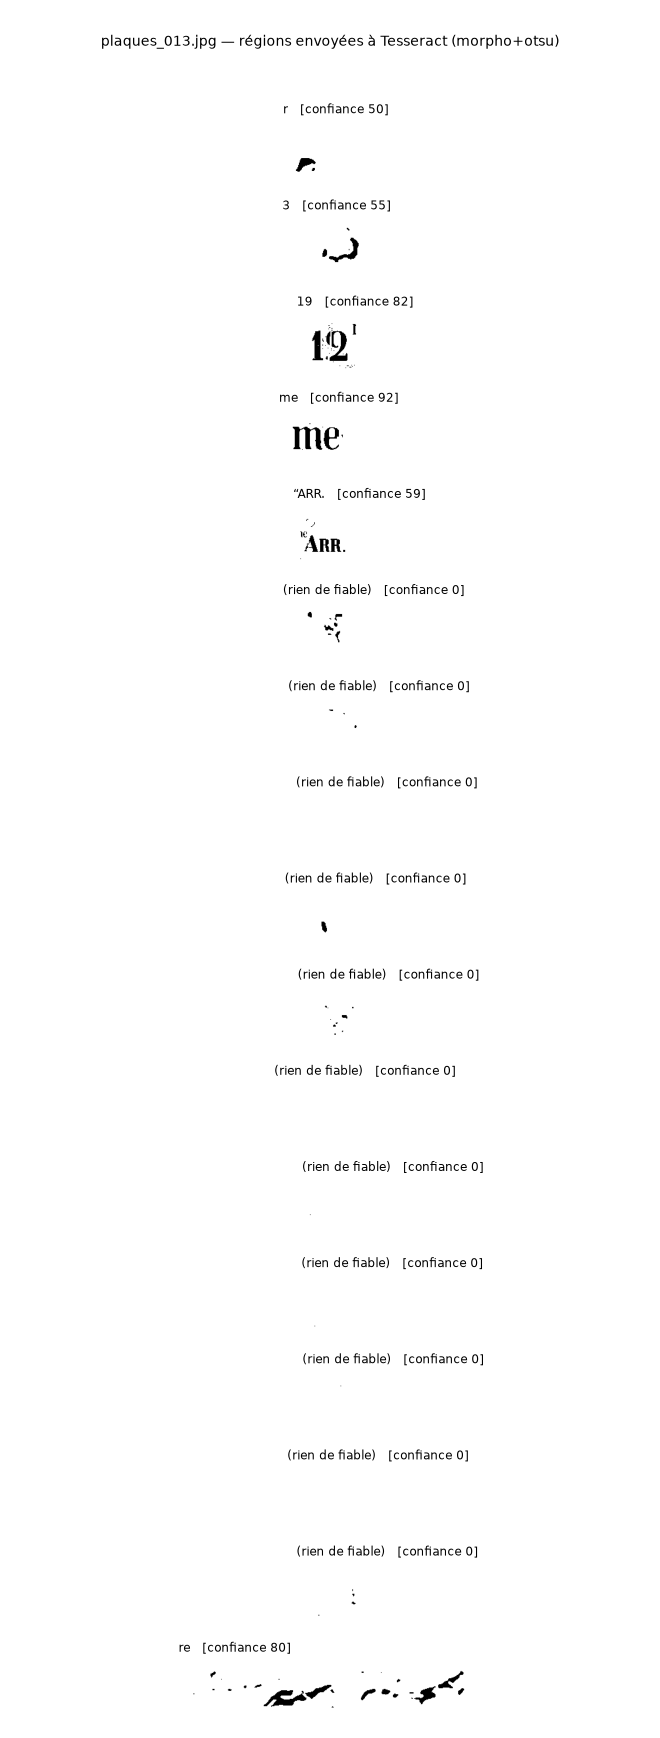 plaques_013.jpg — régions envoyées à Tesseract (morpho+otsu)
r [confiance 50]
3 [confiance 55]
19 [confiance 82]
12
me [confiance 92]
me
“ARR. [confiance 59]
ARR.
(rien de fiable) [confiance 0]
(rien de fiable) [confiance 0]
(rien de fiable) [confiance 0]
(rien de fiable) [confiance 0]
(rien de fiable) [confiance 0]
(rien de fiable) [confiance 0]
(rien de fiable) [confiance 0]
(rien de fiable) [confiance 0]
(rien de fiable) [confiance 0]
(rien de fiable) [confiance 0]
(rien de fiable) [confiance 0]
re [confiance 80]